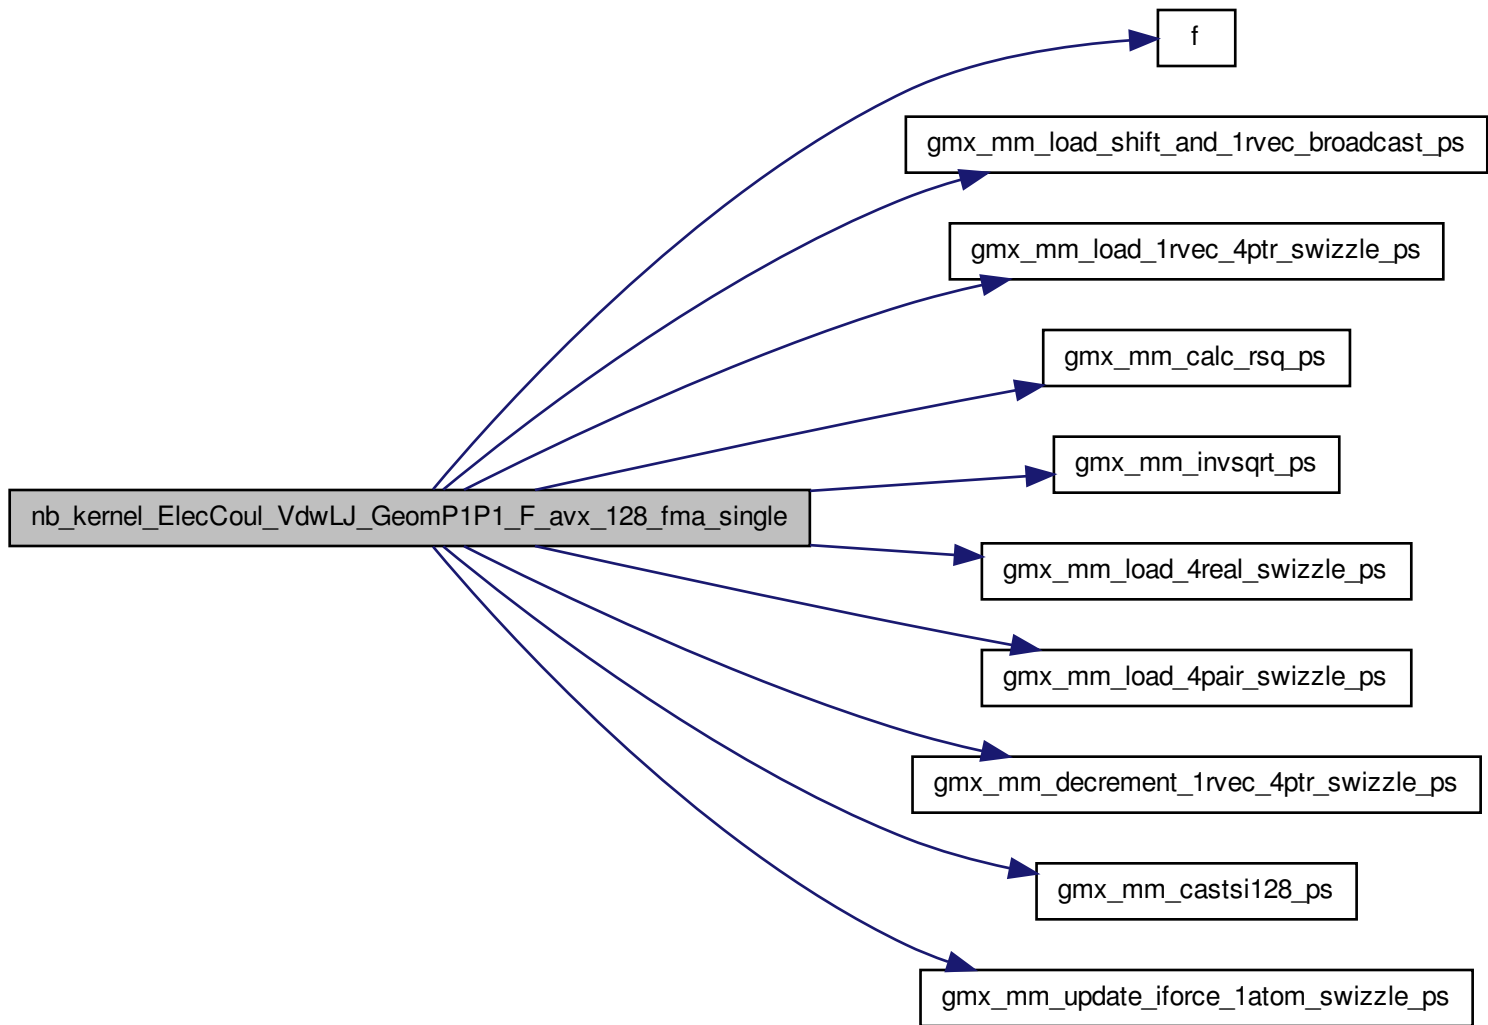 f
gmx_mm_load_shift_and_1rvec_broadcast_ps
gmx_mm_load_1rvec_4ptr_swizzle_ps
gmx_mm_calc_rsq_ps
gmx_mm_invsqrt_ps
nb_kernel_ElecCoul_VdwLJ_GeomP1P1_F_avx_128_fma_single
gmx_mm_load_4real_swizzle_ps
gmx_mm_load_4pair_swizzle_ps
gmx_mm_decrement_1rvec_4ptr_swizzle_ps
gmx_mm_castsi128_ps
gmx_mm_update_iforce_1atom_swizzle_ps